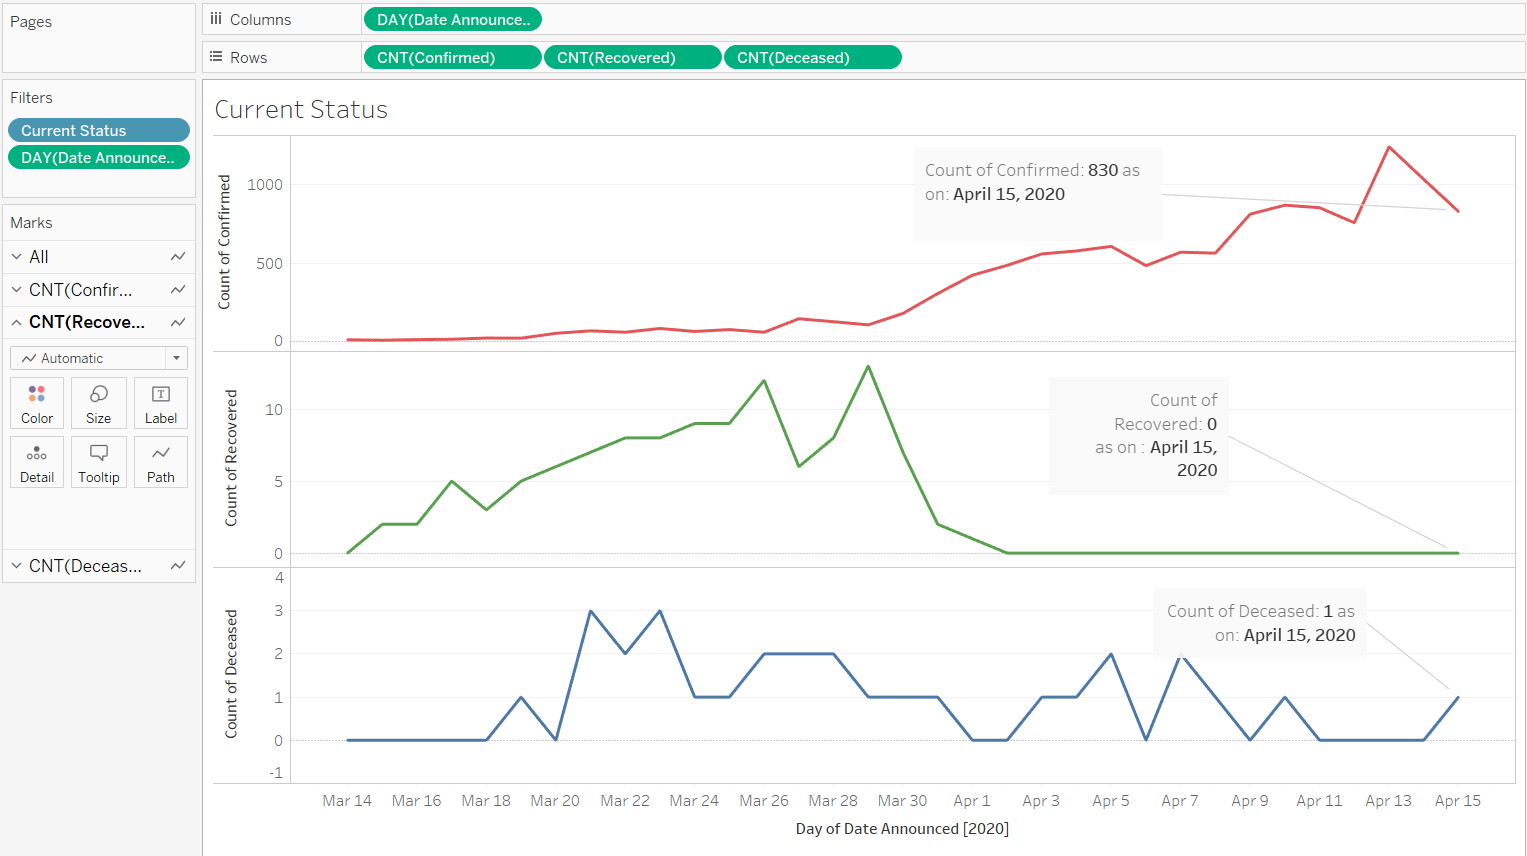 Pages
Columns
DAY(Date Announce..
Rows
CNT(Confirmed)
CNT(Recovered)
CNT(Deceased)
Filters
Current Status
DAY(Date Announce..
Marks
All
CNT(Confir...
CNT(Recove...
Automatic
Color
Size
Label
Detail
Tooltip
Path
CNT(Deceas...
Current Status
Count of Confirmed
1000
500
0
Count of Confirmed: 830 as
on: April 15, 2020
Count of Recovered
10
5
0
Count of
Recovered: 0
as on : April 15,
2020
Count of Deceased
4
3
2
1
0
-1
Count of Deceased: 1 as
on: April 15, 2020
Mar 14 Mar 16 Mar 18 Mar 20 Mar 22 Mar 24 Mar 26 Mar 28 Mar 30 Apr 1 Apr 3 Apr 5 Apr 7 Apr 9 Apr 11 Apr 13 Apr 15
Day of Date Announced [2020]